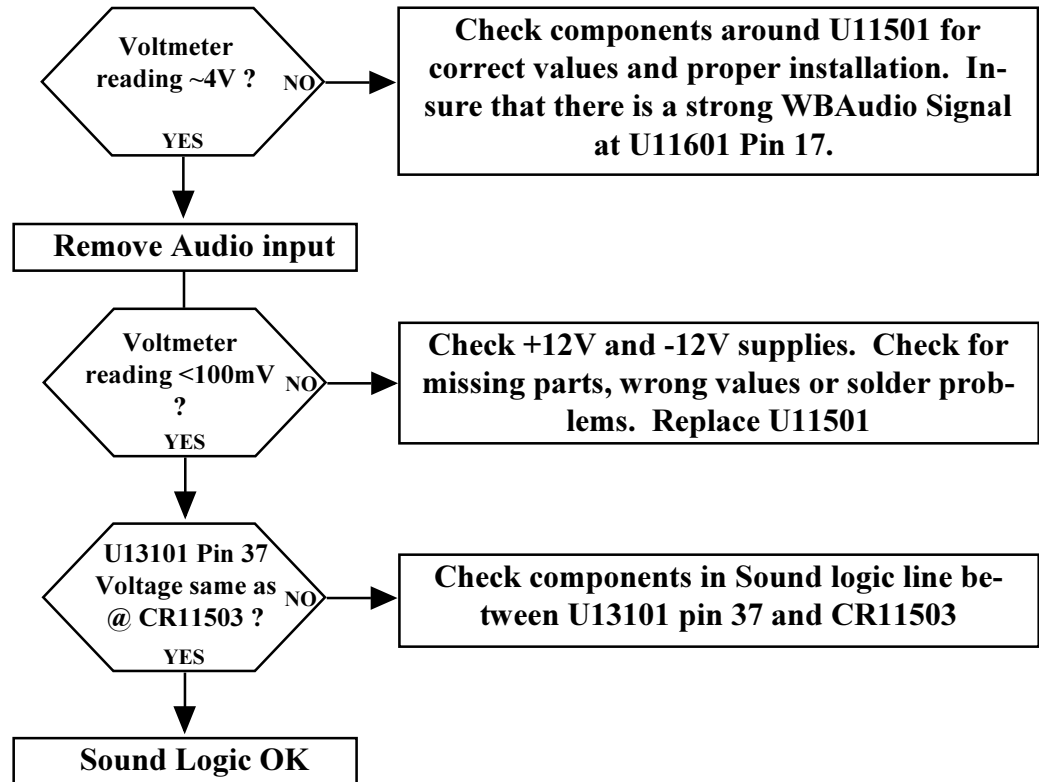 Voltmeter
reading ~4V ?
NO
YES
Check components around U11501 for
correct values and proper installation.  In-
sure that there is a strong WBAudio Signal
at U11601 Pin 17.
Remove Audio input
Voltmeter
reading <100mV
?
NO
YES
Check +12V and -12V supplies.  Check for
missing parts, wrong values or solder prob-
lems.  Replace U11501
U13101 Pin 37
Voltage same as
@ CR11503 ?
NO
YES
Check components in Sound logic line be-
tween U13101 pin 37 and CR11503
Sound Logic OK